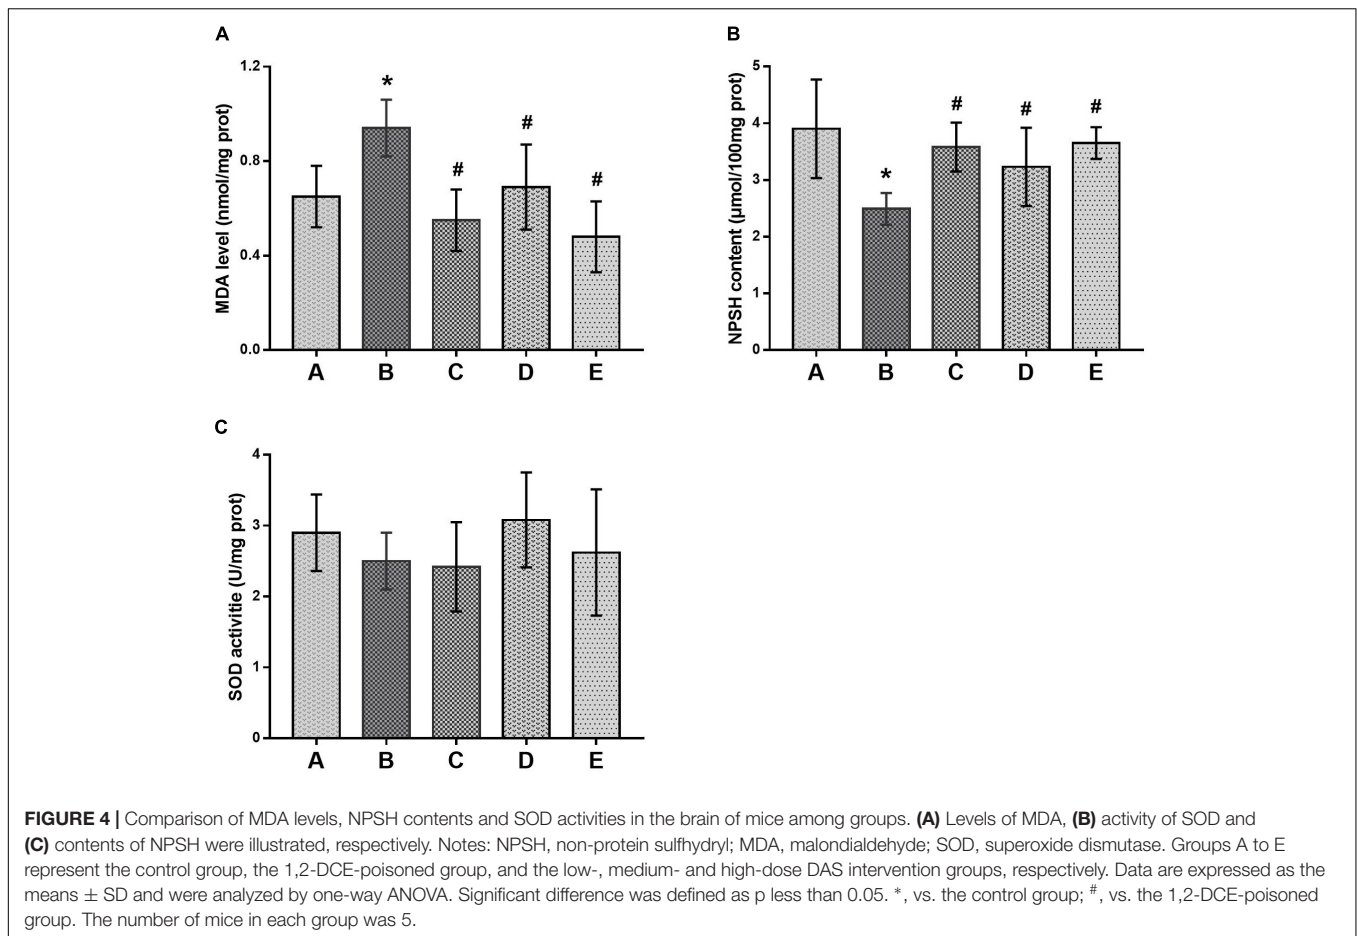 A
MDA level (nmol/mg prot)
1.2
0.8
0.4
0.0
*
#
#
#
A B C D E
B
NPSH content (μmol/100mg prot)
5
4
3
2
1
0
*
#
#
#
A B C D E
C
SOD activitie (U/mg prot)
4
3
2
1
0
A B C D E
FIGURE 4 | Comparison of MDA levels, NPSH contents and SOD activities in the brain of mice among groups. (A) Levels of MDA, (B) activity of SOD and
(C) contents of NPSH were illustrated, respectively. Notes: NPSH, non-protein sulfhydryl; MDA, malondialdehyde; SOD, superoxide dismutase. Groups A to E
represent the control group, the 1,2-DCE-poisoned group, and the low-, medium- and high-dose DAS intervention groups, respectively. Data are expressed as the
means ± SD and were analyzed by one-way ANOVA. Significant difference was defined as p less than 0.05. *, vs. the control group; #, vs. the 1,2-DCE-poisoned
group. The number of mice in each group was 5.